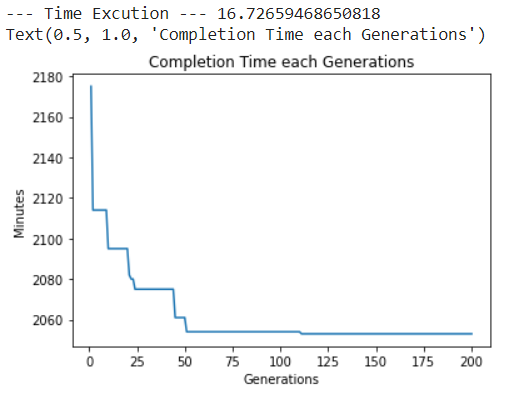 --- Time Excution --- 16.72659468650818
Text(0.5, 1.0, 'Completion Time each Generations')
Completion Time each Generations
2180
2160
2140
2120
2100
2080
2060
Minutes
0 25 50 75 100 125 150 175 200
Generations